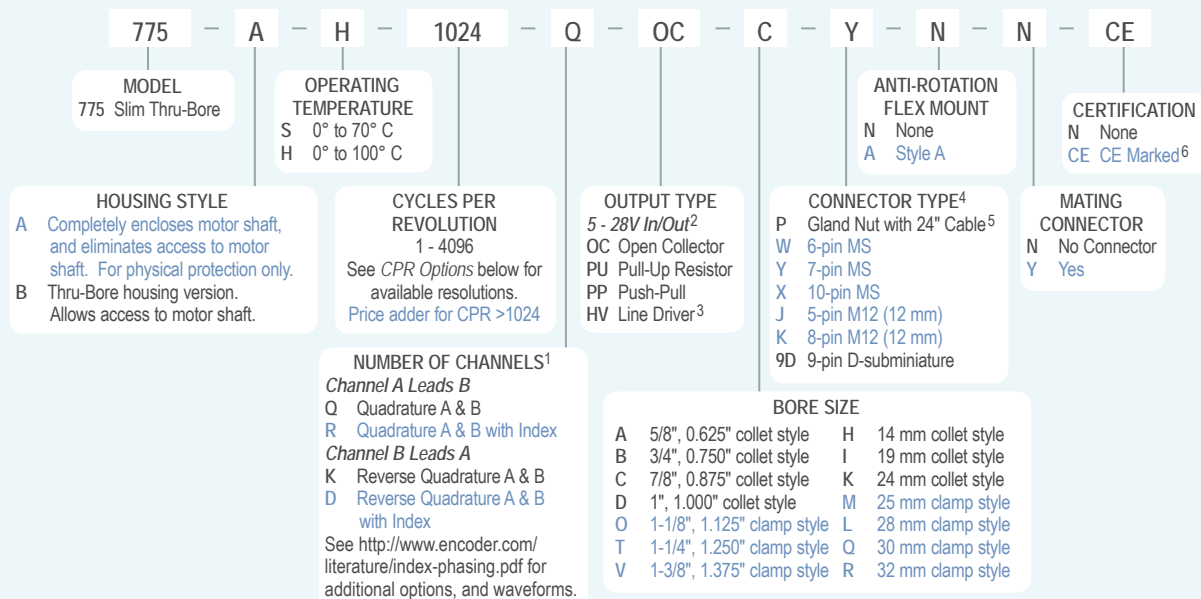 775 – A – H – 1024 – Q – OC – C – Y – N – N – CE
MODEL
775 Slim Thru-Bore
OPERATING
TEMPERATURE
S 0° to 70° C
H 0° to 100° C
ANTI-ROTATION
FLEX MOUNT
N None
A Style A
CERTIFICATION
N None
CE CE Marked6
HOUSING STYLE
A Completely encloses motor shaft,
and eliminates access to motor
shaft. For physical protection only.
B Thru-Bore housing version.
Allows access to motor shaft.
CYCLES PER
REVOLUTION
1 - 4096
See CPR Options below for
available resolutions.
Price adder for CPR >1024
OUTPUT TYPE
5 - 28V In/Out2
OC Open Collector
PU Pull-Up Resistor
PP Push-Pull
HV Line Driver3
CONNECTOR TYPE4
P Gland Nut with 24" Cable5
W 6-pin MS
Y 7-pin MS
X 10-pin MS
J 5-pin M12 (12 mm)
K 8-pin M12 (12 mm)
9D 9-pin D-subminiature
MATING
CONNECTOR
N No Connector
Y Yes
NUMBER OF CHANNELS1
Channel A Leads B
Q Quadrature A & B
R Quadrature A & B with Index
Channel B Leads A
K Reverse Quadrature A & B
D Reverse Quadrature A & B
with Index
See http://www.encoder.com/
literature/index-phasing.pdf for
additional options, and waveforms.
BORE SIZE
A 5/8", 0.625" collet style H 14 mm collet style
B 3/4", 0.750" collet style I 19 mm collet style
C 7/8", 0.875" collet style K 24 mm collet style
D 1", 1.000" collet style M 25 mm clamp style
O 1-1/8", 1.125" clamp style L 28 mm clamp style
T 1-1/4", 1.250" clamp style Q 30 mm clamp style
V 1-3/8", 1.375" clamp style R 32 mm clamp style